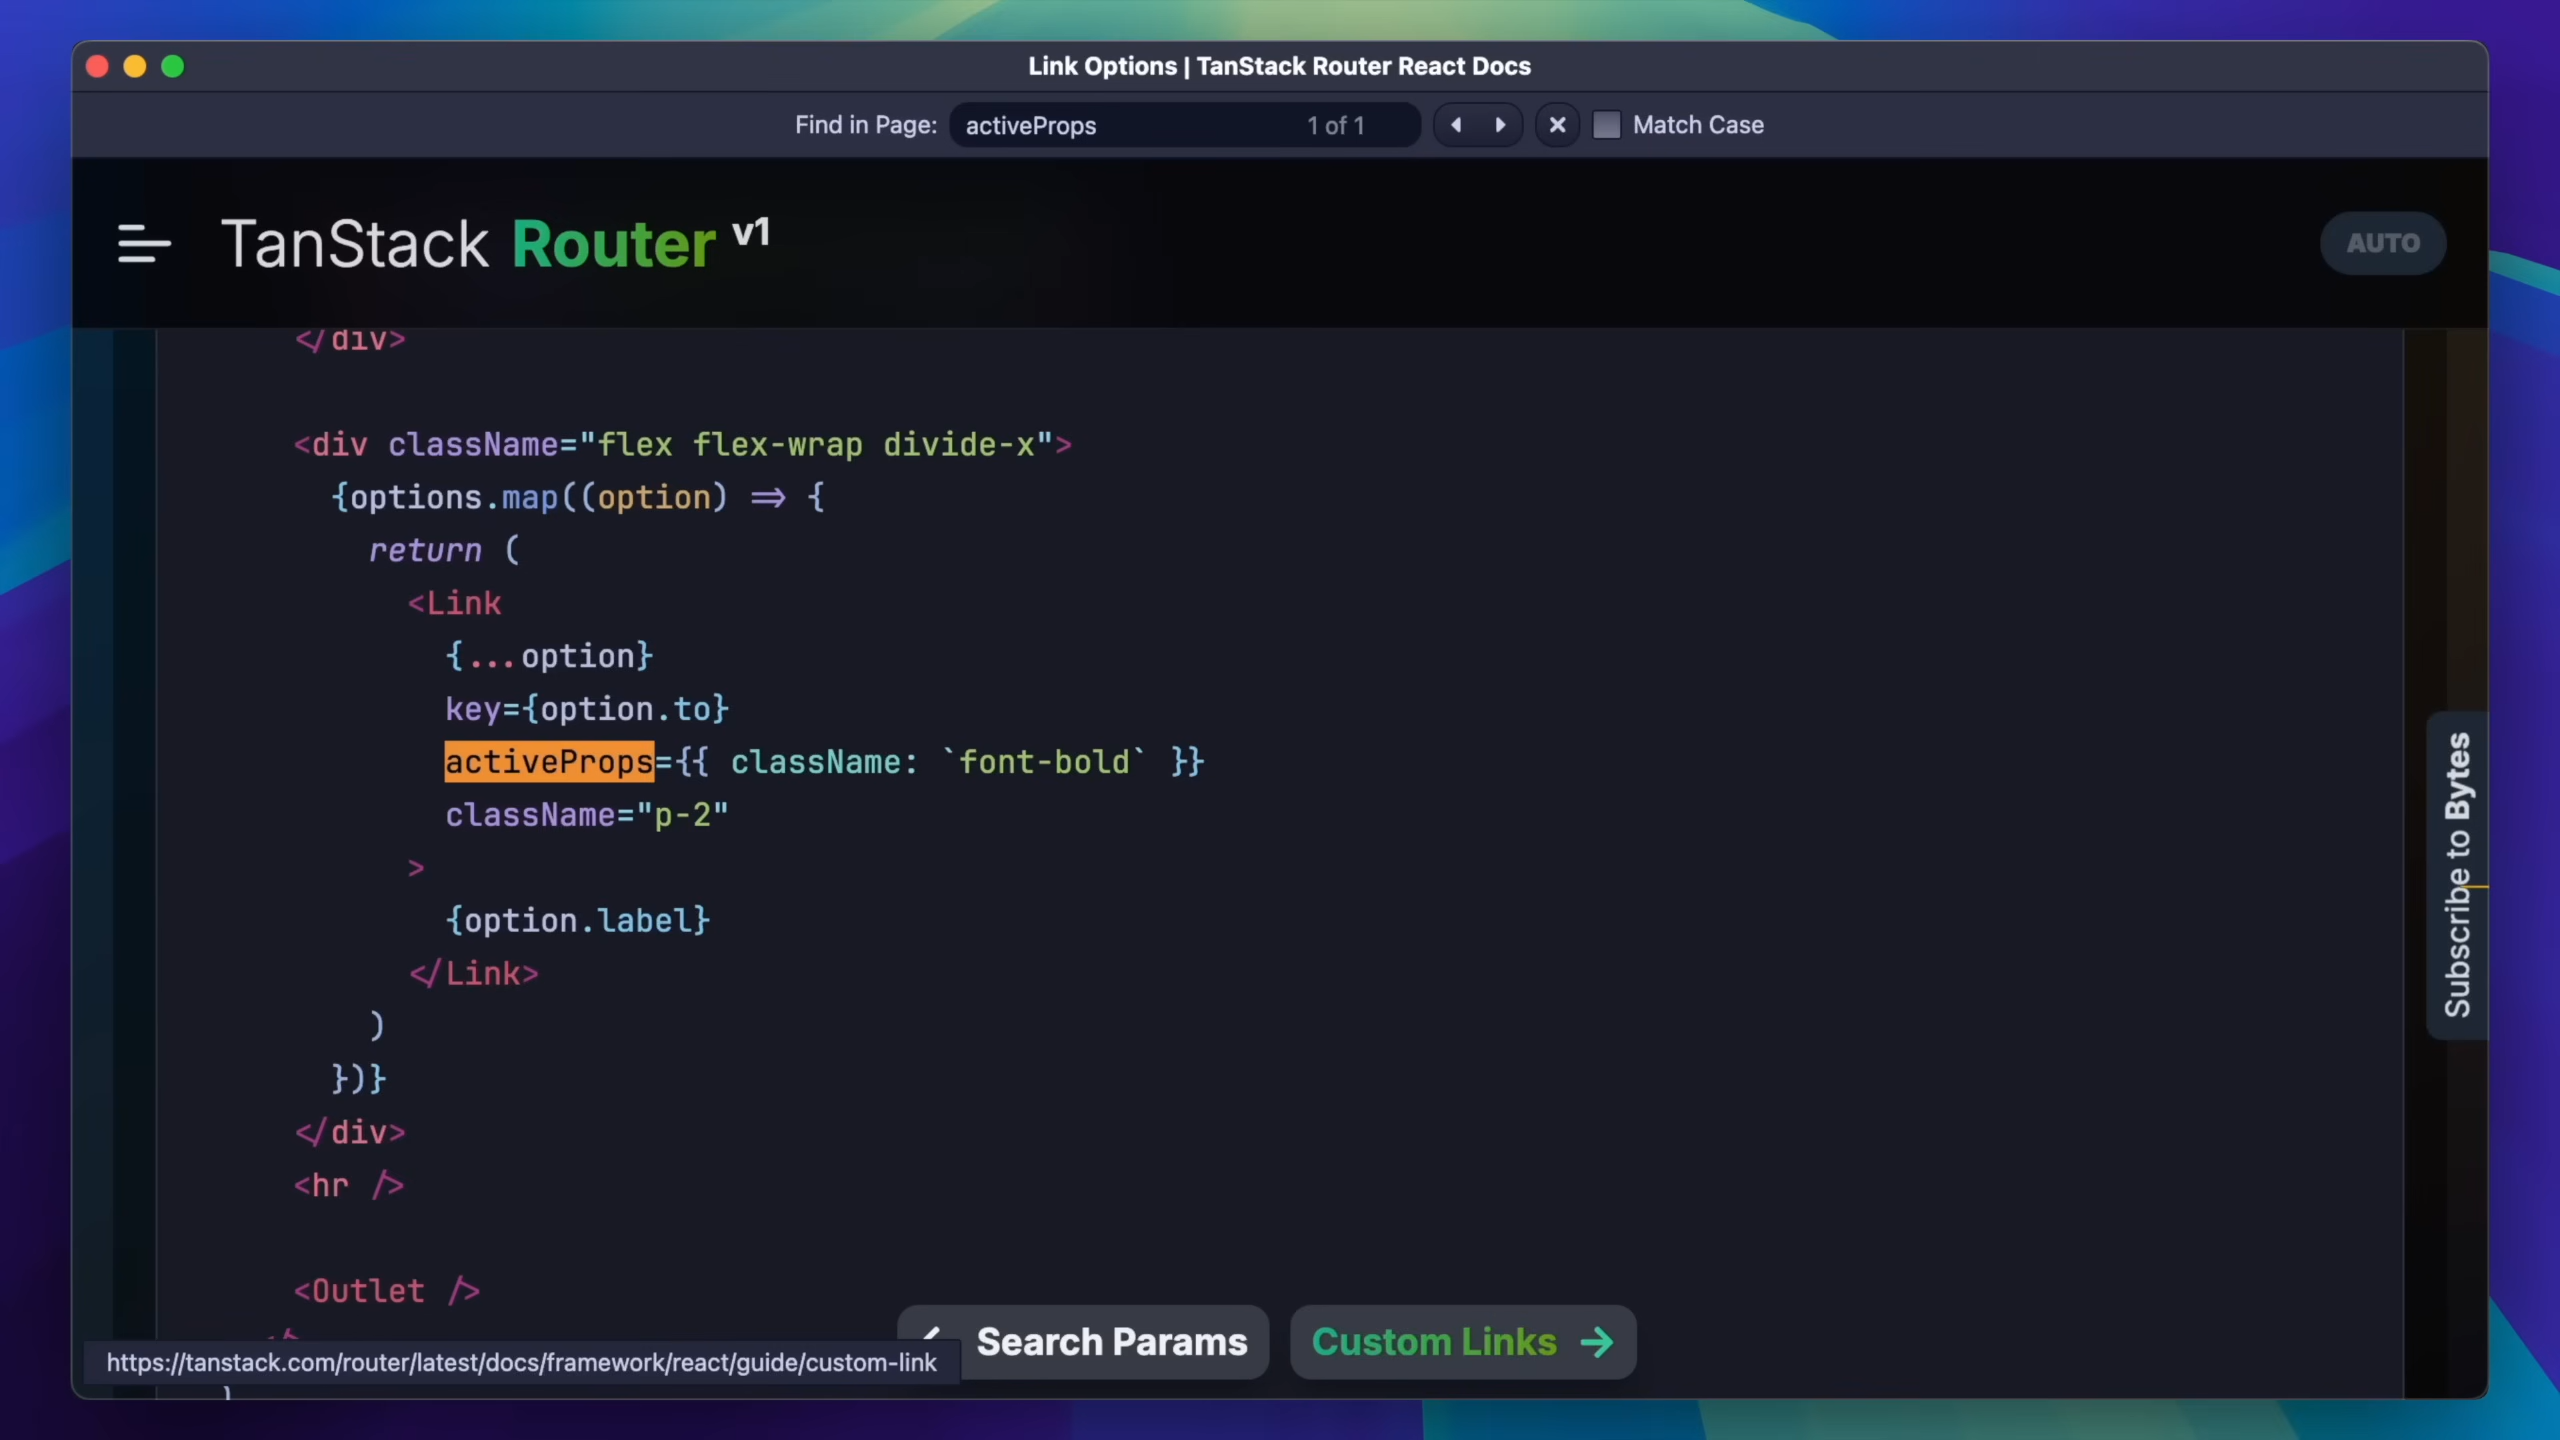 Link Options | TanStack Router React Docs
Find in Page: activeProps 1 of 1 Match Case
TanStack Router v1
AUTO
</div>
<div className="flex flex-wrap divide-x">
{options.map((option) => {
return (
<Link
{...option}
key={option.to}
activeProps={{ className: `font-bold` }}
className="p-2"
>
{option.label}
</Link>
)
})}
</div>
<hr />
<Outlet />
Subscribe to Bytes
Search Params
Custom Links →
https://tanstack.com/router/latest/docs/framework/react/guide/custom-link